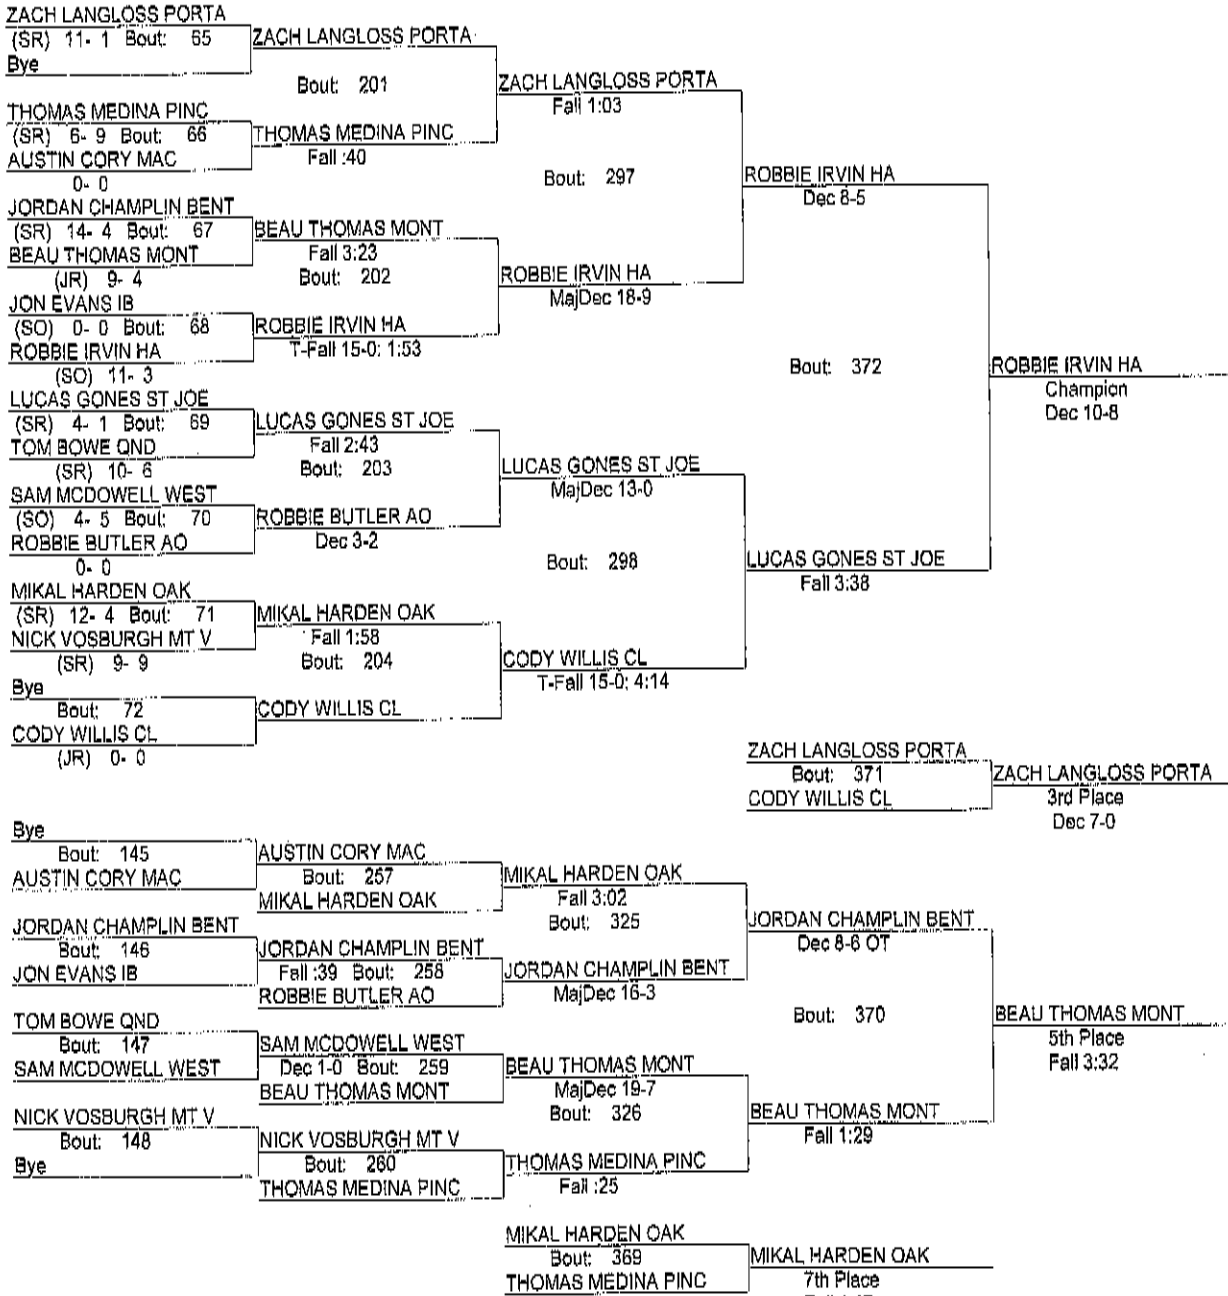 ZACH LANGLOSS PORTA
(SR) 11- 1 Bout: 65
Bye
THOMAS MEDINA PINC
(SR) 6- 9 Bout: 66
AUSTIN CORY MAC
0- 0
JORDAN CHAMPLIN BENT
(SR) 14- 4 Bout: 67
BEAU THOMAS MONT
(JR) 9- 4
JON EVANS IB
(SO) 0- 0 Bout: 68
ROBBIE IRVIN HA
(SO) 11- 3
LUCAS GONES ST JOE
(SR) 4- 1 Bout: 69
TOM BOWE QND
(SR) 10- 6
SAM MCDOWELL WEST
(SO) 4- 5 Bout: 70
ROBBIE BUTLER AO
0- 0
MIKAL HARDEN OAK
(SR) 12- 4 Bout: 71
NICK VOSBURGH MT V
(SR) 9- 9
Bye
Bout: 72
CODY WILLIS CL
(JR) 0- 0
ZACH LANGLOSS PORTA
Bout: 201
THOMAS MEDINA PINC
Fall :40
BEAU THOMAS MONT
Fall 3:23
Bout: 202
ROBBIE IRVIN HA
T-Fall 15-0; 1:53
LUCAS GONES ST JOE
Fall 2:43
Bout: 203
ROBBIE BUTLER AO
Dec 3-2
MIKAL HARDEN OAK
Fall 1:58
Bout: 204
CODY WILLIS CL
ZACH LANGLOSS PORTA
Fall 1:03
Bout: 297
ROBBIE IRVIN HA
MajDec 18-9
LUCAS GONES ST JOE
MajDec 13-0
Bout: 298
CODY WILLIS CL
T-Fall 15-0; 4:14
ROBBIE IRVIN HA
Dec 8-5
Bout: 372
LUCAS GONES ST JOE
Fall 3:38
ROBBIE IRVIN HA
Champion
Dec 10-8
ZACH LANGLOSS PORTA
Bout: 371
CODY WILLIS CL
ZACH LANGLOSS PORTA
3rd Place
Dec 7-0
Bye
Bout: 145
AUSTIN CORY MAC
JORDAN CHAMPLIN BENT
Bout: 146
JON EVANS IB
TOM BOWE QND
Bout: 147
SAM MCDOWELL WEST
NICK VOSBURGH MT V
Bout: 148
Bye
AUSTIN CORY MAC
Bout: 257
MIKAL HARDEN OAK
JORDAN CHAMPLIN BENT
Fall :39 Bout: 258
ROBBIE BUTLER AO
SAM MCDOWELL WEST
Dec 1-0 Bout: 259
BEAU THOMAS MONT
NICK VOSBURGH MT V
Bout: 260
THOMAS MEDINA PINC
MIKAL HARDEN OAK
Fall 3:02
Bout: 325
JORDAN CHAMPLIN BENT
MajDec 16-3
BEAU THOMAS MONT
MajDec 19-7
Bout: 326
THOMAS MEDINA PINC
Fall :25
JORDAN CHAMPLIN BENT
Dec 8-6 OT
Bout: 370
BEAU THOMAS MONT
Fall 1:29
BEAU THOMAS MONT
5th Place
Fall 3:32
MIKAL HARDEN OAK
Bout: 369
THOMAS MEDINA PINC
MIKAL HARDEN OAK
7th Place